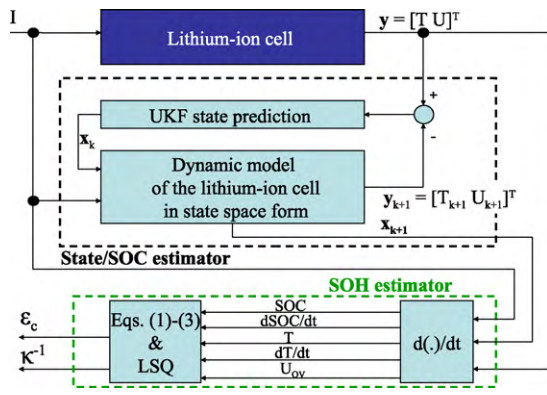 I
Lithium-ion cell
y = [T U]ᵀ
+
UKF state prediction
-
xₖ
Dynamic model
of the lithium-ion cell
in state space form
yₖ₊₁ = [Tₖ₊₁ Uₖ₊₁]ᵀ
xₖ₊₁
State/SOC estimator
SOH estimator
εc
κ⁻¹
Eqs. (1)-(3)
&
LSQ
SOC
dSOC/dt
T
dT/dt
Uov
d(.)/dt